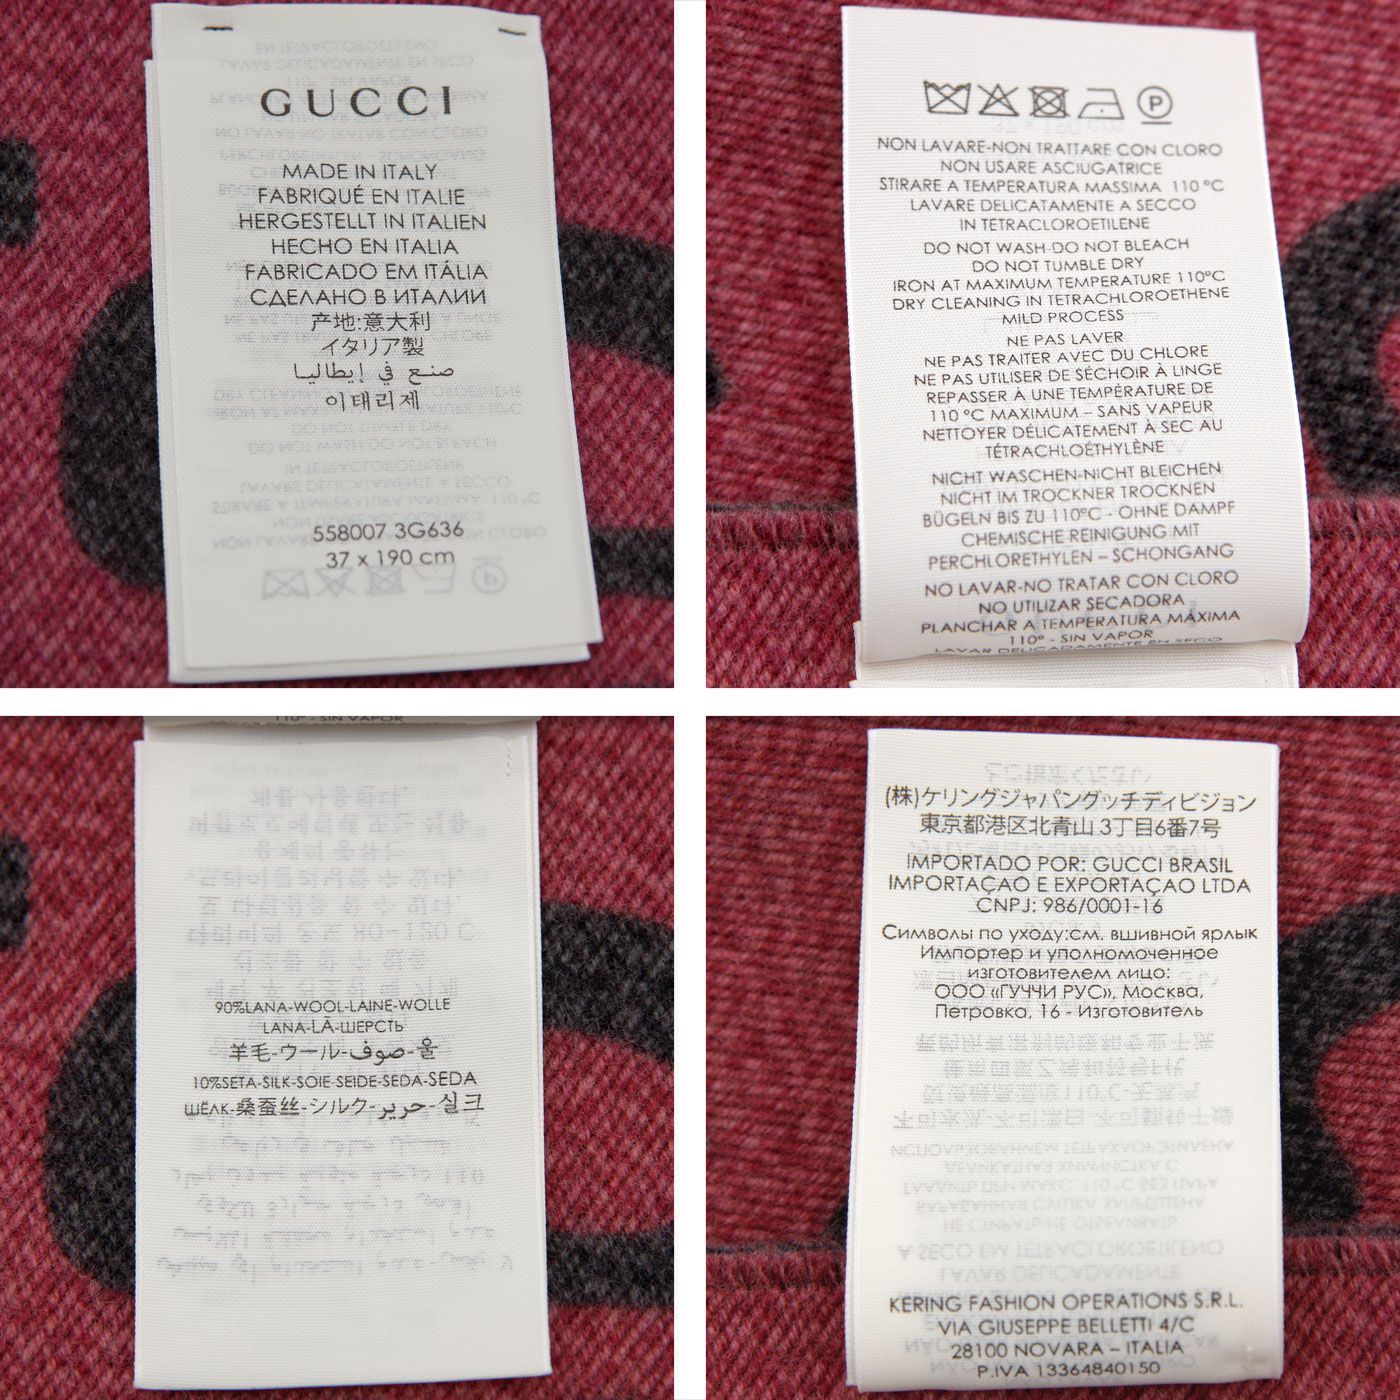 GUCCI
MADE IN ITALY
FABRIQUÉ EN ITALIE
HERGESTELLT IN ITALIEN
HECHO EN ITALIA
FABRICADO EM ITÁLIA
СДЕЛАНО В ИТАЛИИ
产地:意大利
イタリア製
صنع في إيطاليا
이태리제
558007 3G636
37 x 190 cm
P
NON LAVARE-NON TRATTARE CON CLORO
NON USARE ASCIUGATRICE
STIRARE A TEMPERATURA MASSIMA 110 °C
LAVARE DELICATAMENTE A SECCO
IN TETRACLOROETILENE
DO NOT WASH-DO NOT BLEACH
DO NOT TUMBLE DRY
IRON AT MAXIMUM TEMPERATURE 110°C
DRY CLEANING IN TETRACHLOROETHENE
MILD PROCESS
NE PAS LAVER
NE PAS TRAITER AVEC DU CHLORE
NE PAS UTILISER DE SÉCHOIR À LINGE
REPASSER À UNE TEMPÉRATURE DE
110 °C MAXIMUM – SANS VAPEUR
NETTOYER DÉLICATEMENT À SEC AU
TÉTRACHLOÉTHYLÈNE
NICHT WASCHEN-NICHT BLEICHEN
NICHT IM TROCKNER TROCKNEN
BÜGELN BIS ZU 110°C - OHNE DAMPF
CHEMISCHE REINIGUNG MIT
PERCHLORETHYLEN – SCHONGANG
NO LAVAR-NO TRATAR CON CLORO
NO UTILIZAR SECADORA
PLANCHAR A TEMPERATURA MÁXIMA
110° - SIN VAPOR
LAVAR DELICADAMENTE EN SECO
110° - SIN VAPOR
90%LANA-WOOL-LAINE-WOLLE
LANA-LÃ-ШЕРСТЬ
羊毛-ウール-صوف-울
10%SETA-SILK-SOIE-SEIDE-SEDA-SEDA
ШЁЛК-桑蚕丝-シルク-حرير-실크
(株)ケリングジャパングッチディビジョン
東京都港区北青山 3丁目6番7号
IMPORTADO POR: GUCCI BRASIL
IMPORTAÇAO E EXPORTAÇAO LTDA
CNPJ: 986/0001-16
Символы по уходу:см. вшивной ярлык
Импортер и уполномоченное
изготовителем лицо:
ООО «ГУЧЧИ РУС», Москва,
Петровка, 16 - Изготовитель
KERING FASHION OPERATIONS S.R.L.
VIA GIUSEPPE BELLETTI 4/C
28100 NOVARA – ITALIA
P.IVA 13364840150